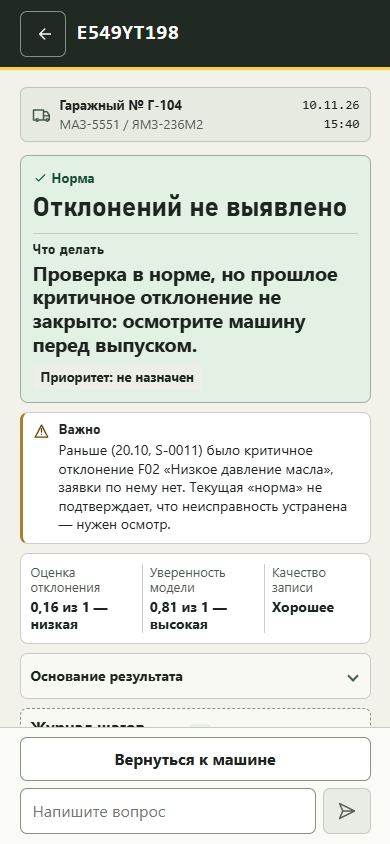 E549YT198
Гаражный № Г-104
10.11.26
МАЗ-5551 / ЯМЗ-236М2
15:40
Норма
Отклонений не выявлено
Что делать
Проверка в норме, но прошлое
критичное отклонение не
закрыто: осмотрите машину
перед выпуском.
Приоритет: не назначен
Важно
Раньше (20.10, S-0011) было критичное
отклонение F02 «Низкое давление масла»,
заявки по нему нет. Текущая «норма» не
подтверждает, что неисправность устранена
— нужен осмотр.
Оценка
отклонения
0,16 из 1 —
низкая
Уверенность
модели
0,81 из 1 —
высокая
Качество
записи
Хорошее
Основание результата
Журнал шагов
Вернуться к машине
Напишите вопрос